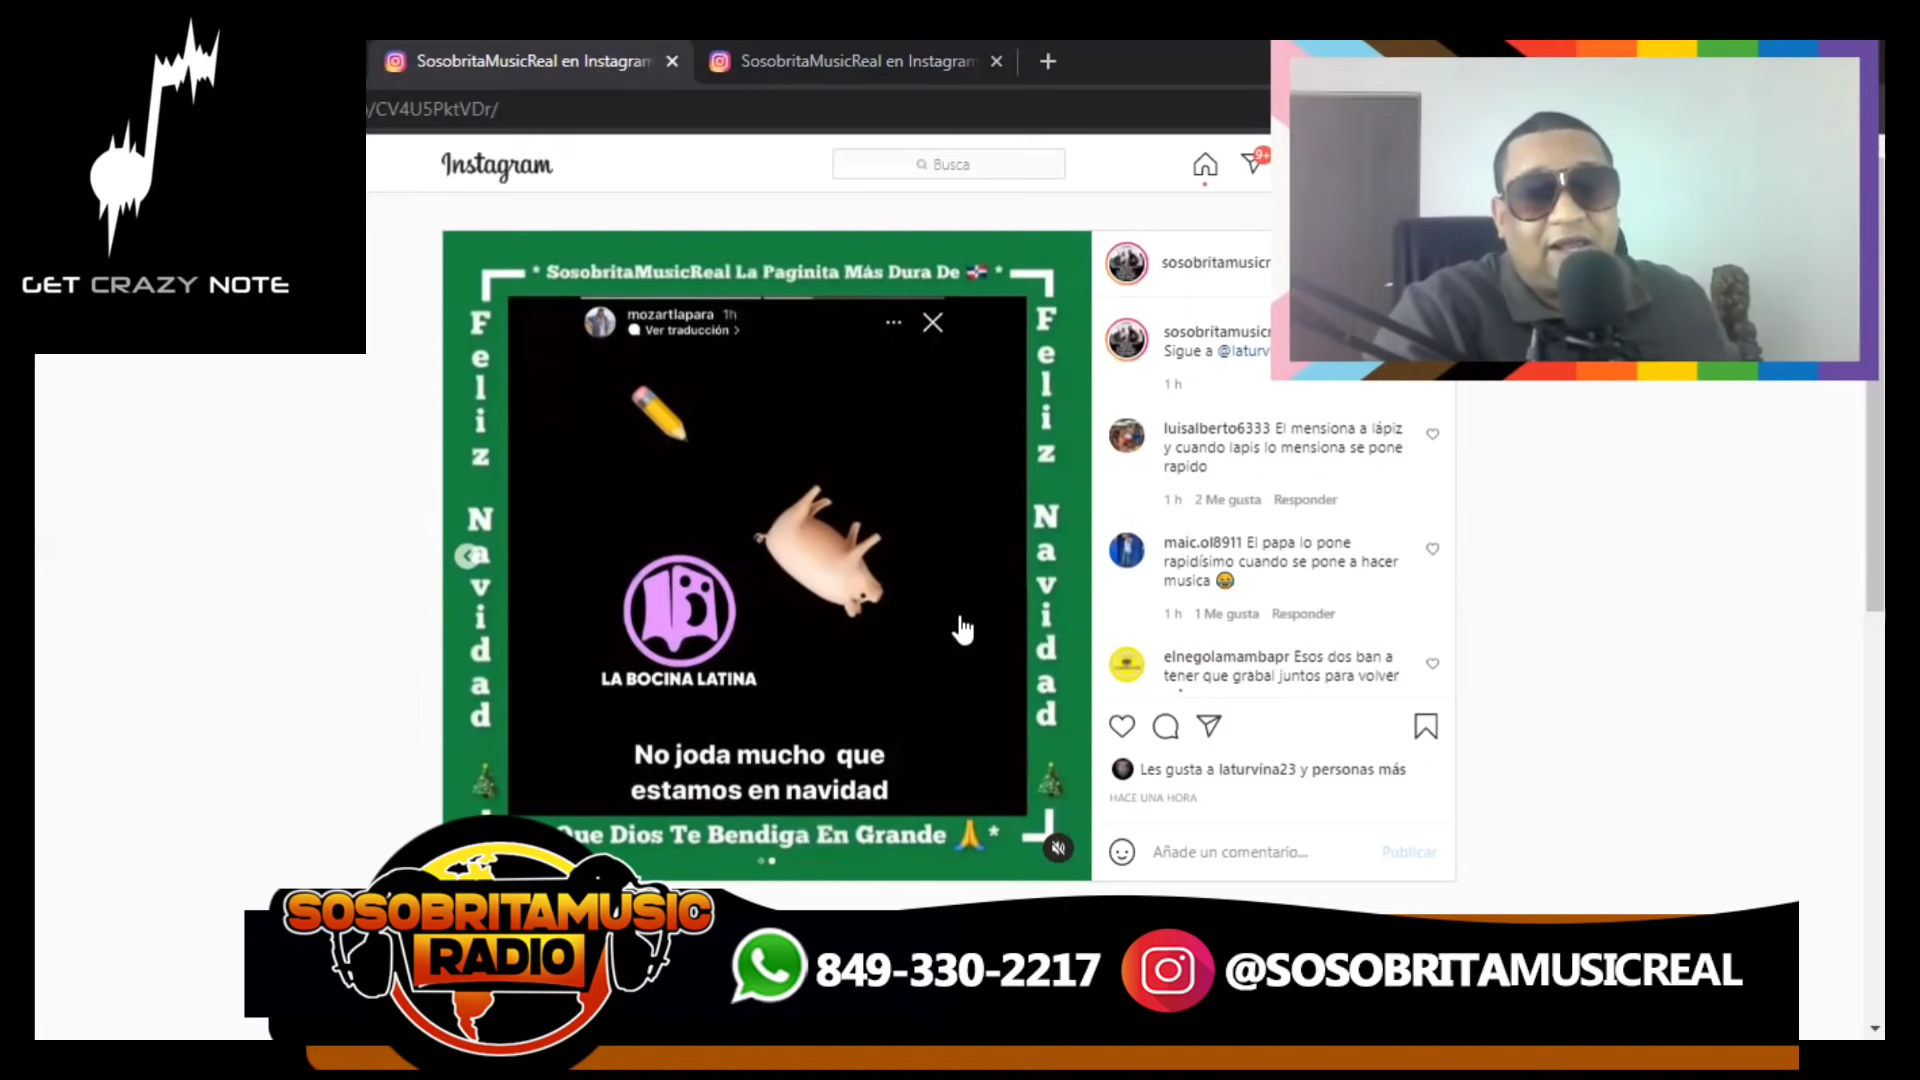 GET CRAZY NOTE
SosobritaMusicReal en Instagram
SosobritaMusicReal en Instagram
/CV4U5PktVDr/
Instagram
Busca
9+
* SosobritaMusicReal La Paginita Más Dura De 🇩🇴 *
Feliz Navidad
Feliz Navidad
mozartlapara 1h
Ver traducción >
LA BOCINA LATINA
No joda mucho que
estamos en navidad
Que Dios Te Bendiga En Grande 🙏 *
sosobritamusicr
sosobritamusicr
Sigue a @laturv
1 h
luisalberto6333 El mensiona a lápiz
y cuando lapis lo mensiona se pone
rapido
1 h 2 Me gusta Responder
maic.ol8911 El papa lo pone
rapidísimo cuando se pone a hacer
musica 😂
1 h 1 Me gusta Responder
elnegolamambapr Esos dos ban a
tener que grabal juntos para volver
Les gusta a laturvina23 y personas más
HACE UNA HORA
Añade un comentario...
Publicar
SOSOBRITAMUSIC
RADIO
849-330-2217
@SOSOBRITAMUSICREAL